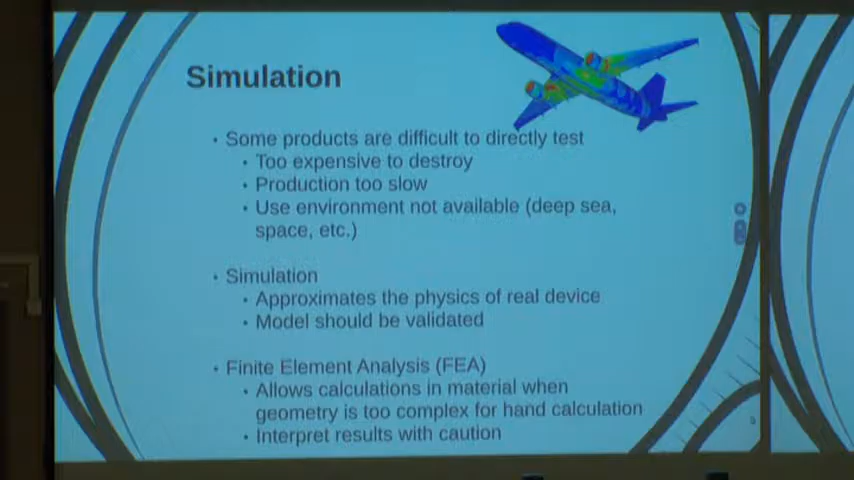 Simulation
• Some products are difficult to directly test
• Too expensive to destroy
• Production too slow
• Use environment not available (deep sea,
space, etc.)
• Simulation
• Approximates the physics of real device
• Model should be validated
• Finite Element Analysis (FEA)
• Allows calculations in material when
geometry is too complex for hand calculation
• Interpret results with caution